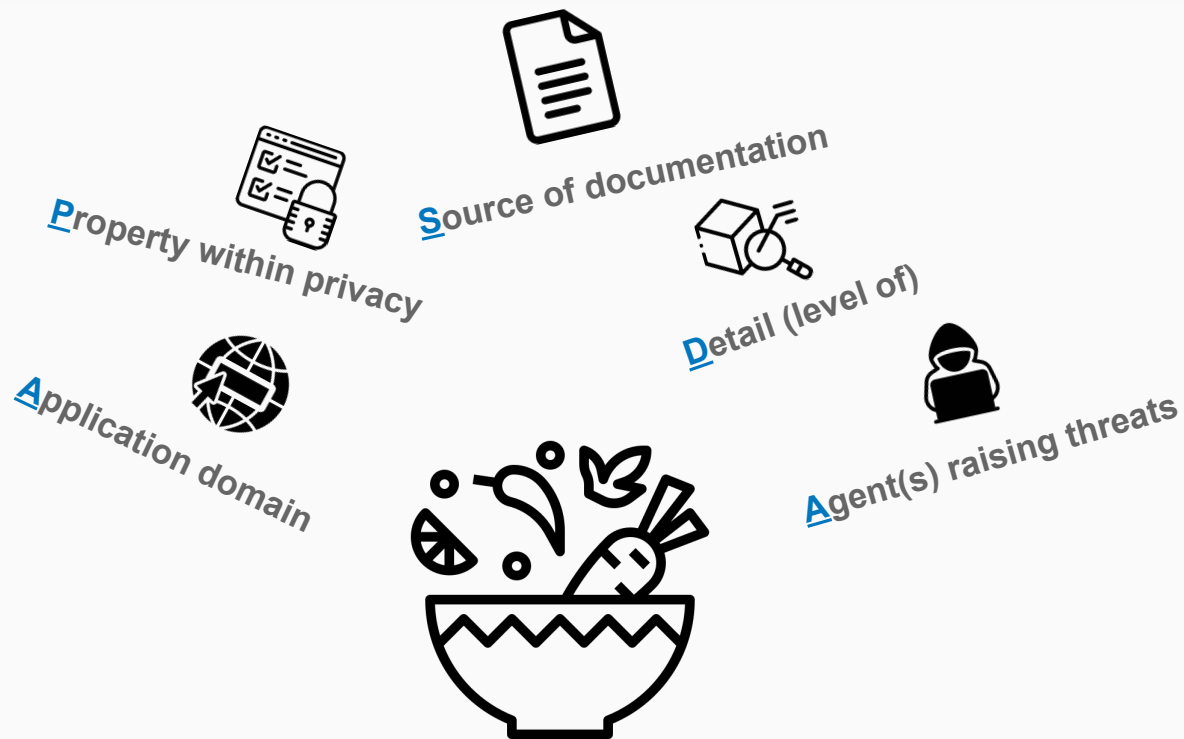 Source of documentation
Property within privacy
Detail (level of)
Application domain
Agent(s) raising threats